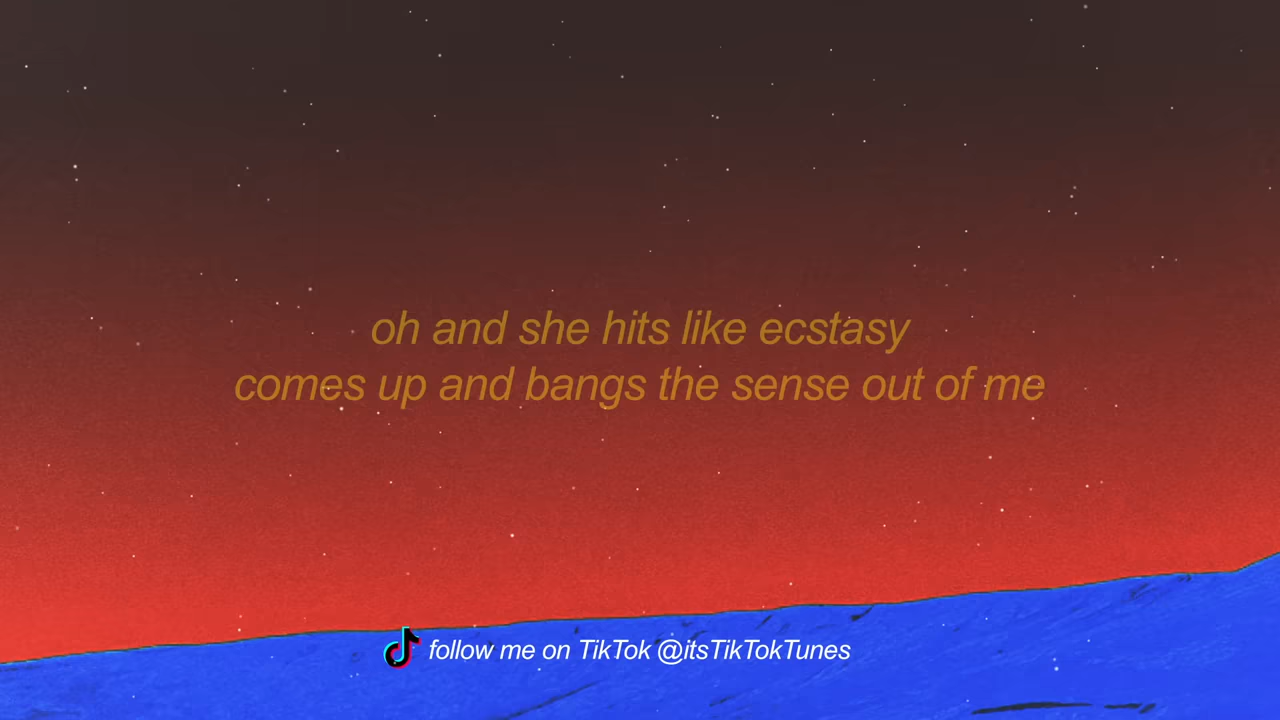 oh and she hits like ecstasy
comes up and bangs the sense out of me
follow me on TikTok @itsTikTokTunes